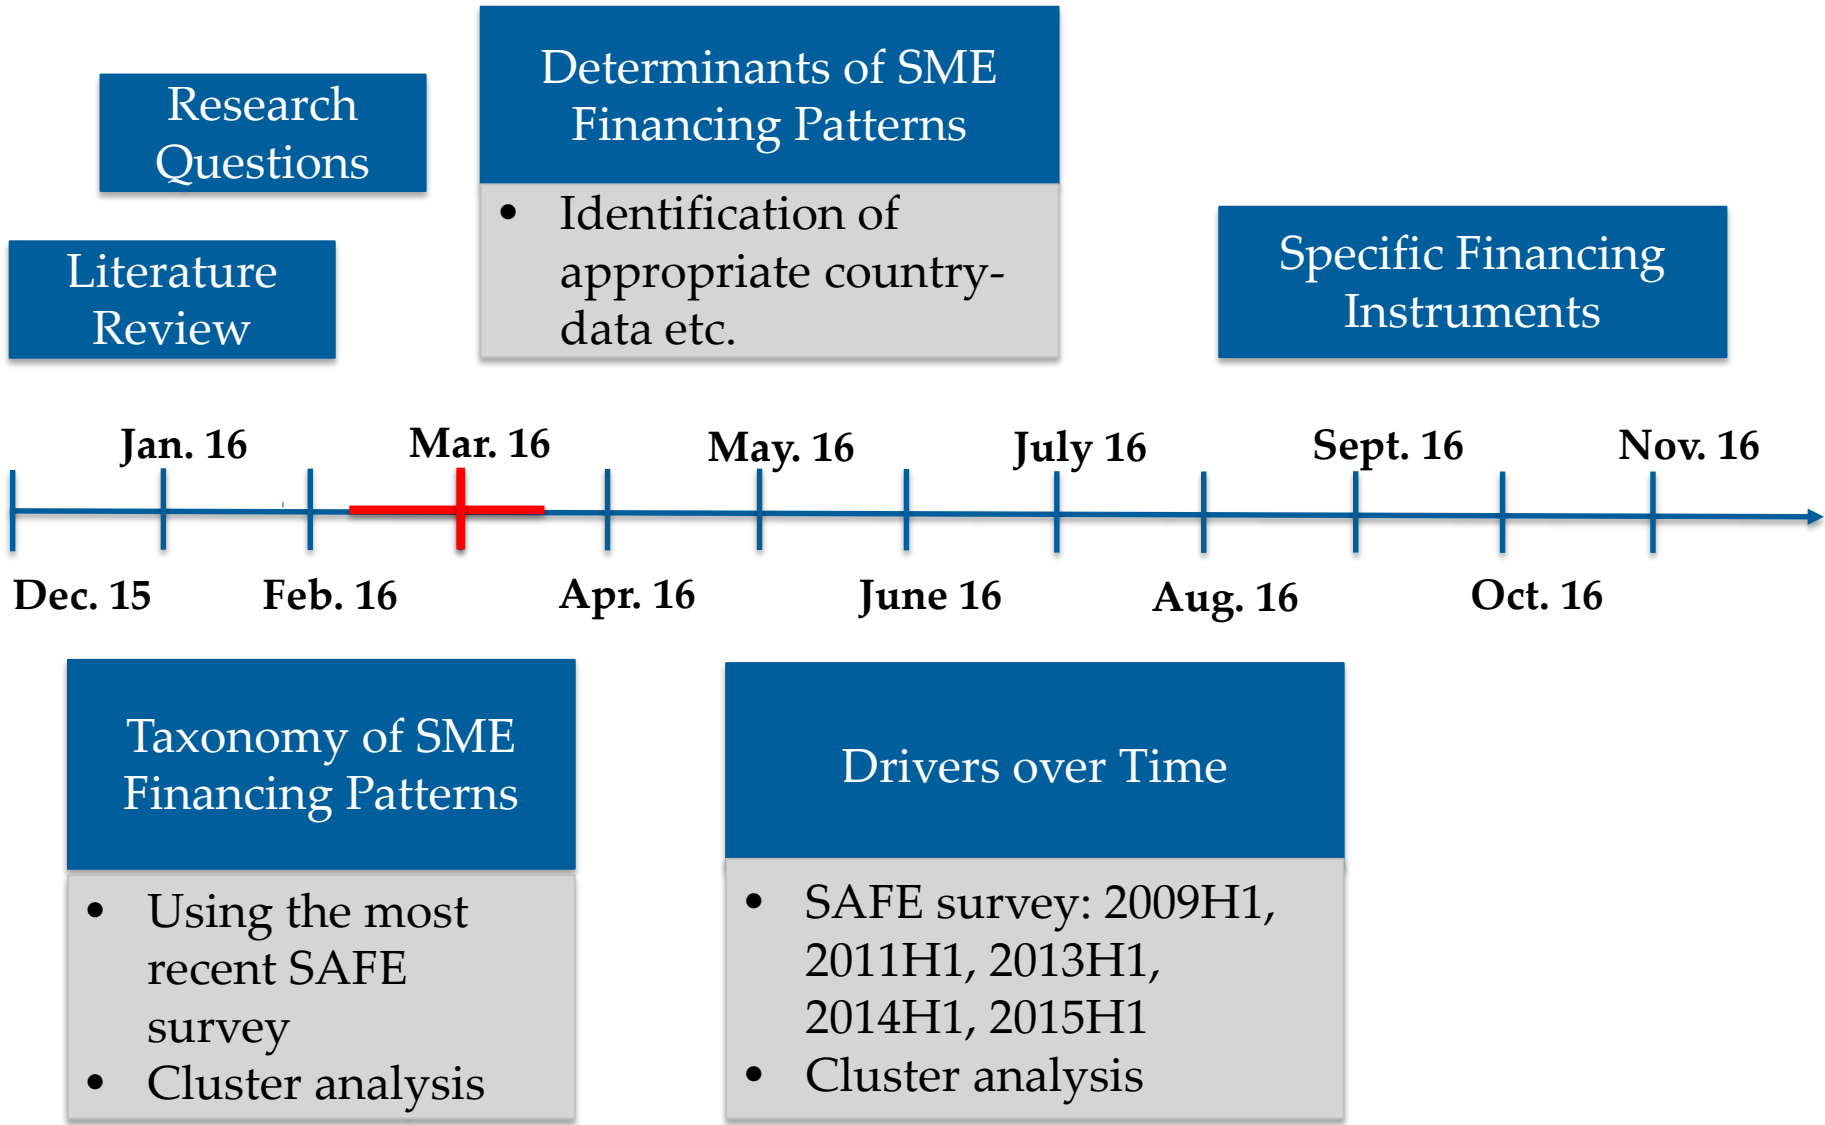 Research
Questions
Literature
Review
Determinants of SME
Financing Patterns
• Identification of
appropriate country-
data etc.
Specific Financing
Instruments
Jan. 16
Mar. 16
May. 16
July 16
Sept. 16
Nov. 16
Dec. 15
Feb. 16
Apr. 16
June 16
Aug. 16
Oct. 16
Taxonomy of SME
Financing Patterns
• Using the most
recent SAFE
survey
• Cluster analysis
Drivers over Time
• SAFE survey: 2009H1,
2011H1, 2013H1,
2014H1, 2015H1
• Cluster analysis